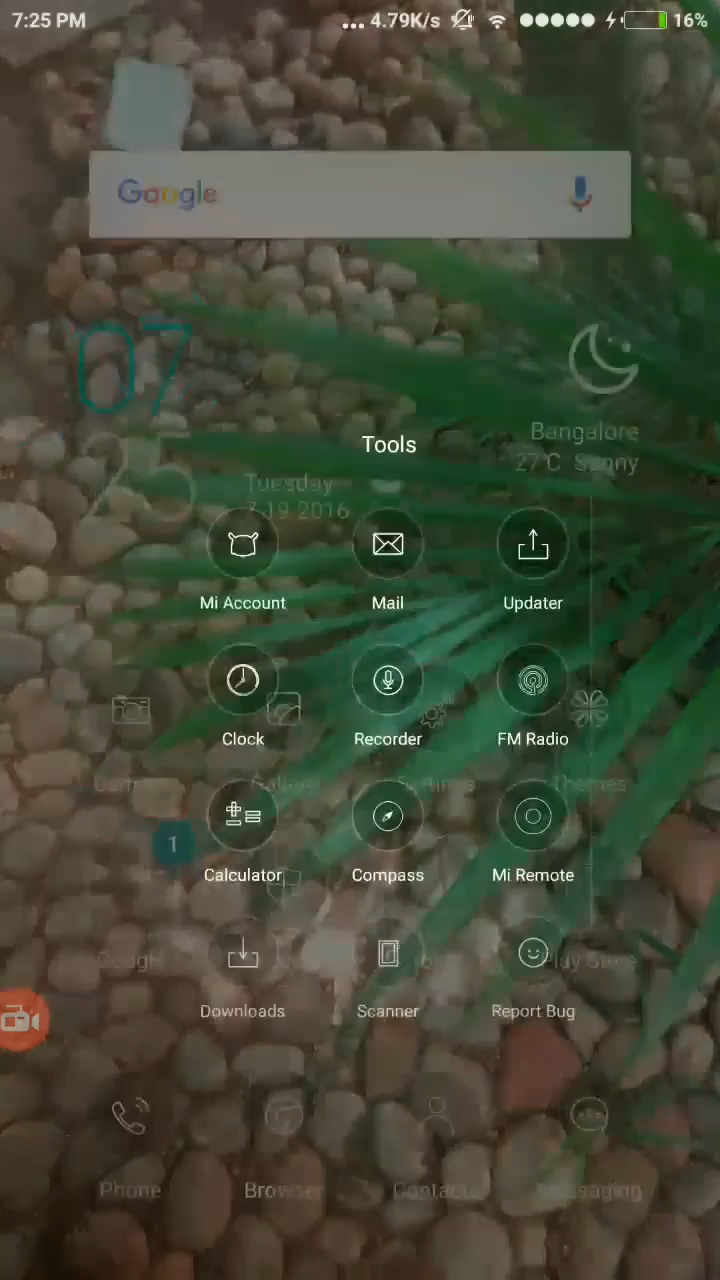 7:25 PM ... 4.79K/s 16%
Google
07
25
Bangalore
27°C Sunny
Tools
Tuesday
7.19.2016
Mi Account Mail Updater
Clock Recorder FM Radio
Gallery Settings Themes
1
Calculator Compass Mi Remote
Google Play Store
Downloads Scanner Report Bug
Phone Browser Contacts Messaging